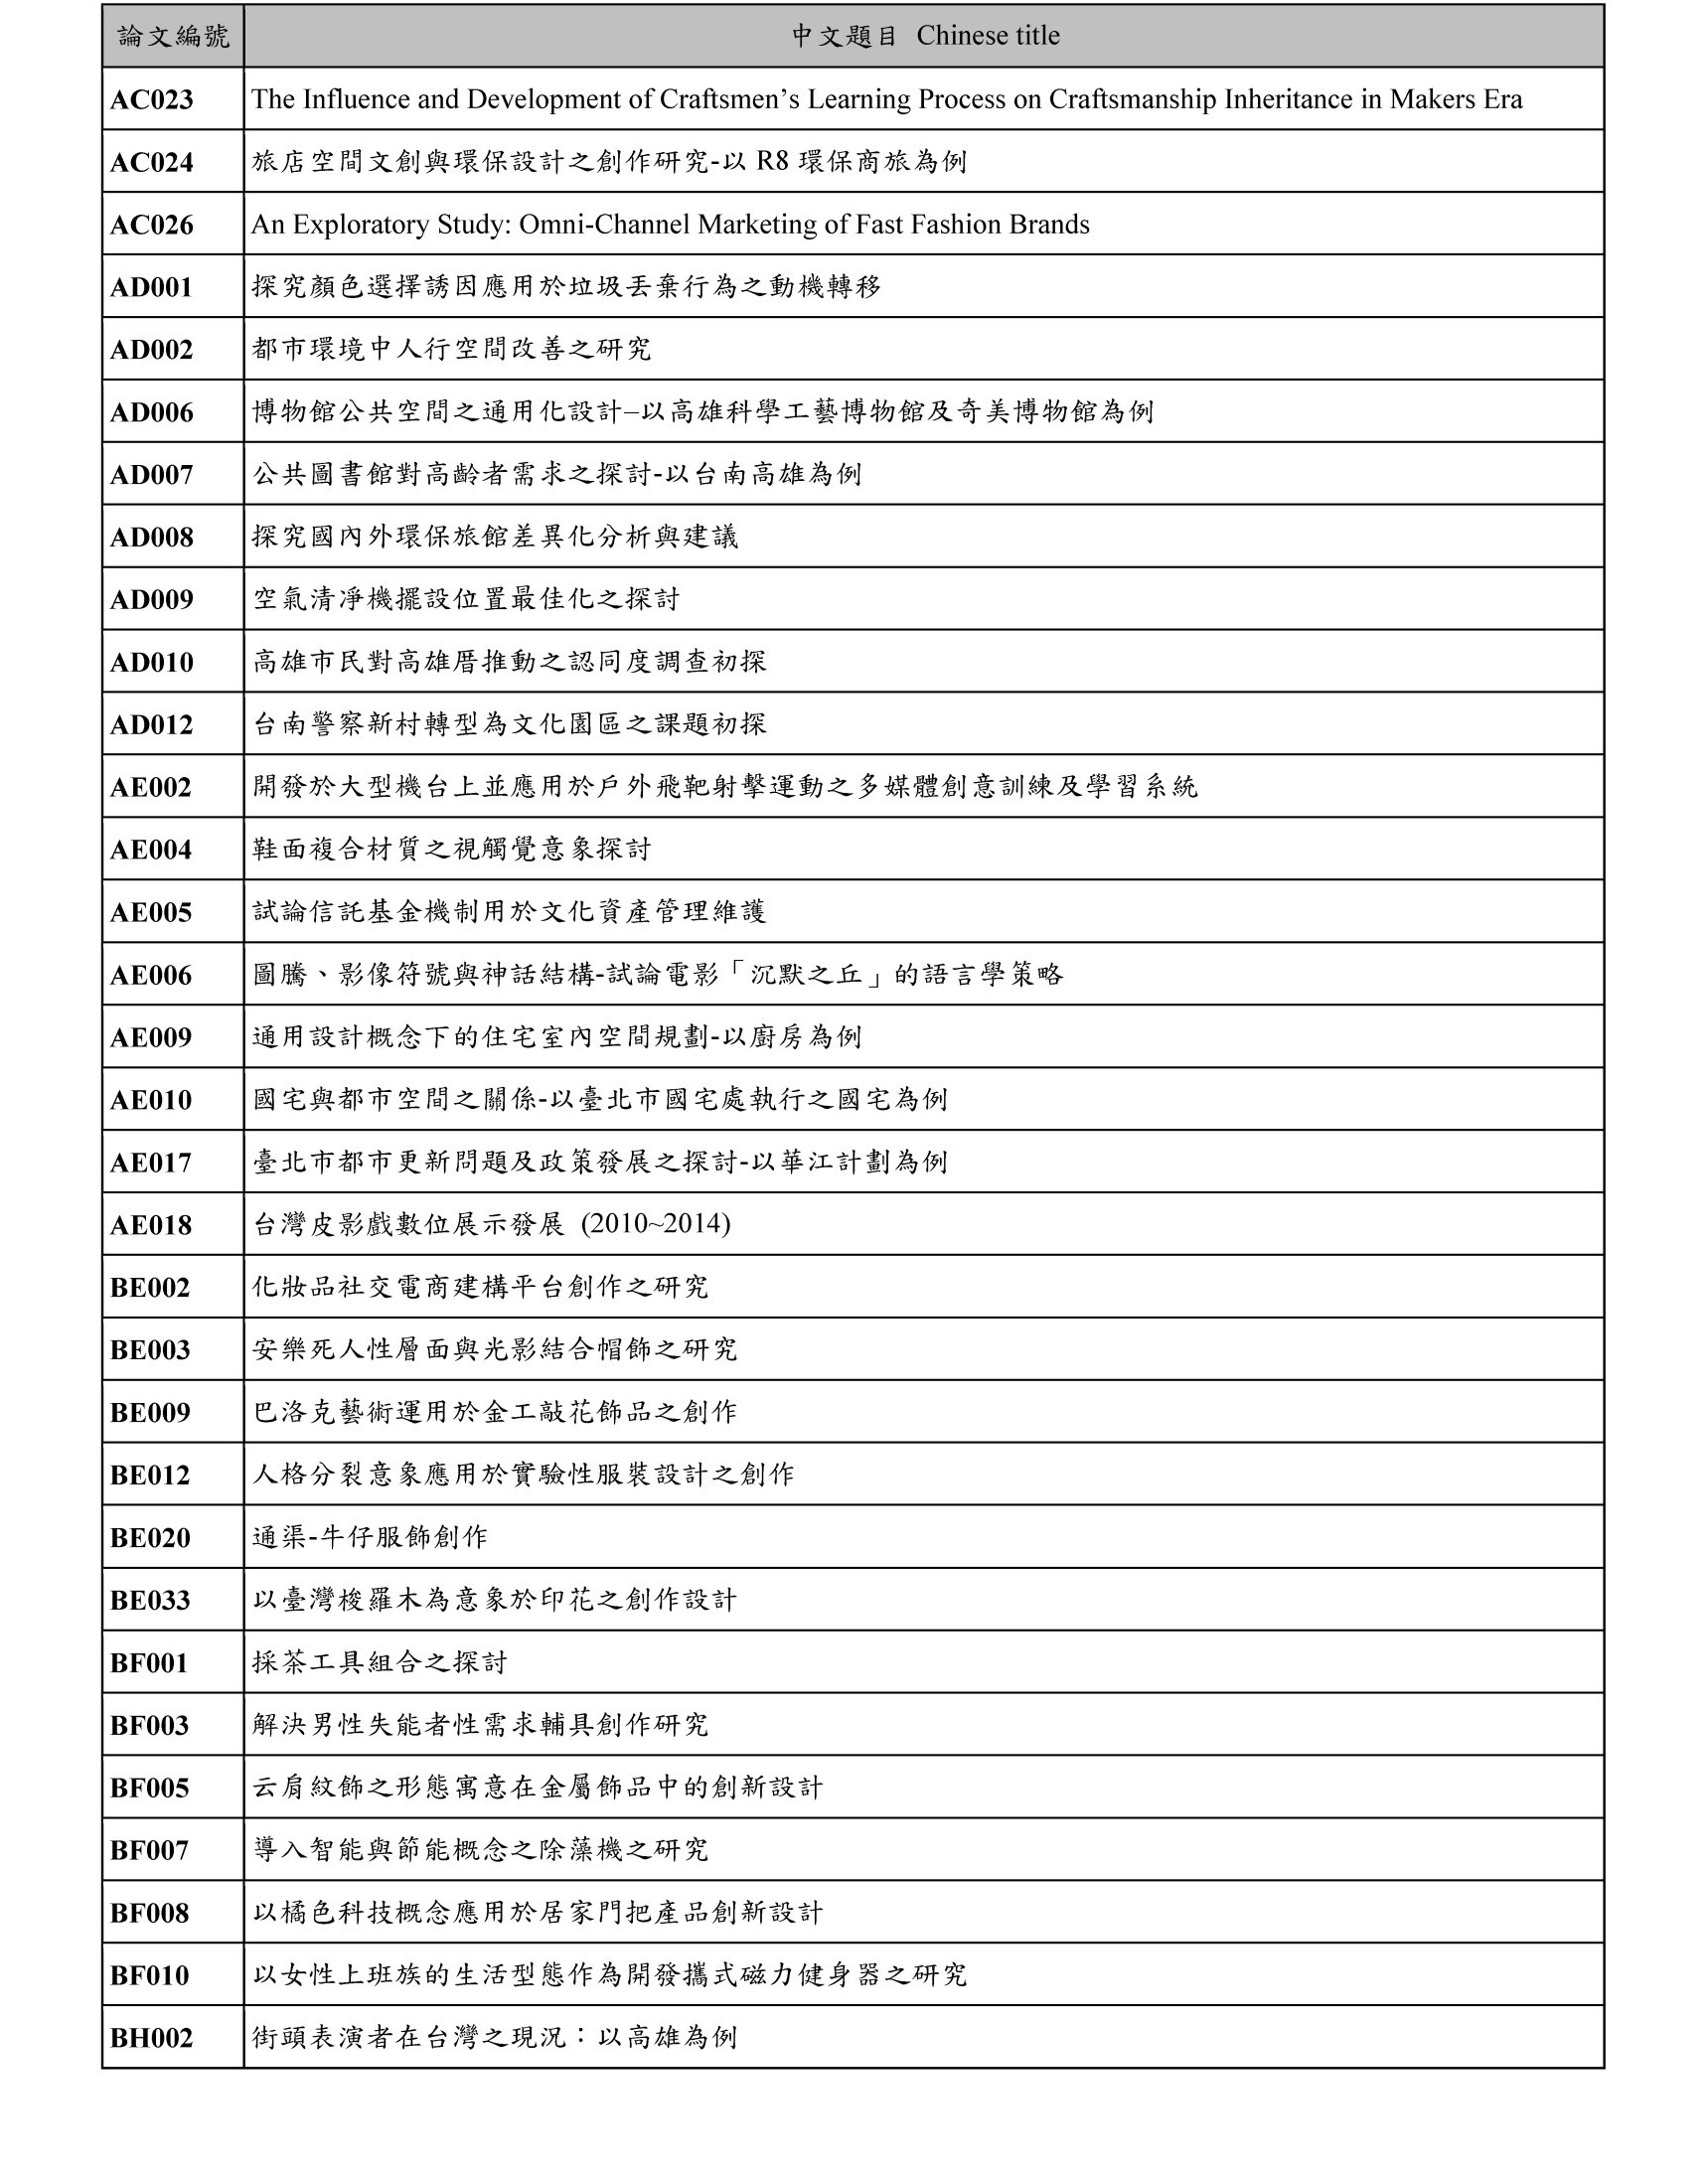 論文編號 中文題目 Chinese title
AC023 The Influence and Development of Craftsmen’s Learning Process on Craftsmanship Inheritance in Makers Era
AC024 旅店空間文創與環保設計之創作研究-以 R8 環保商旅為例
AC026 An Exploratory Study: Omni-Channel Marketing of Fast Fashion Brands
AD001 探究顏色選擇誘因應用於垃圾丟棄行為之動機轉移
AD002 都市環境中人行空間改善之研究
AD006 博物館公共空間之通用化設計–以高雄科學工藝博物館及奇美博物館為例
AD007 公共圖書館對高齡者需求之探討-以台南高雄為例
AD008 探究國內外環保旅館差異化分析與建議
AD009 空氣清凈機擺設位置最佳化之探討
AD010 高雄市民對高雄厝推動之認同度調查初探
AD012 台南警察新村轉型為文化園區之課題初探
AE002 開發於大型機台上並應用於戶外飛靶射擊運動之多媒體創意訓練及學習系統
AE004 鞋面複合材質之視觸覺意象探討
AE005 試論信託基金機制用於文化資產管理維護
AE006 圖騰、影像符號與神話結構-試論電影「沉默之丘」的語言學策略
AE009 通用設計概念下的住宅室內空間規劃-以廚房為例
AE010 國宅與都市空間之關係-以臺北市國宅處執行之國宅為例
AE017 臺北市都市更新問題及政策發展之探討-以華江計劃為例
AE018 台灣皮影戲數位展示發展 (2010~2014)
BE002 化妝品社交電商建構平台創作之研究
BE003 安樂死人性層面與光影結合帽飾之研究
BE009 巴洛克藝術運用於金工敲花飾品之創作
BE012 人格分裂意象應用於實驗性服裝設計之創作
BE020 通渠-牛仔服飾創作
BE033 以臺灣梭羅木為意象於印花之創作設計
BF001 採茶工具組合之探討
BF003 解決男性失能者性需求輔具創作研究
BF005 云肩紋飾之形態寓意在金屬飾品中的創新設計
BF007 導入智能與節能概念之除藻機之研究
BF008 以橘色科技概念應用於居家門把產品創新設計
BF010 以女性上班族的生活型態作為開發攜式磁力健身器之研究
BH002 街頭表演者在台灣之現況：以高雄為例